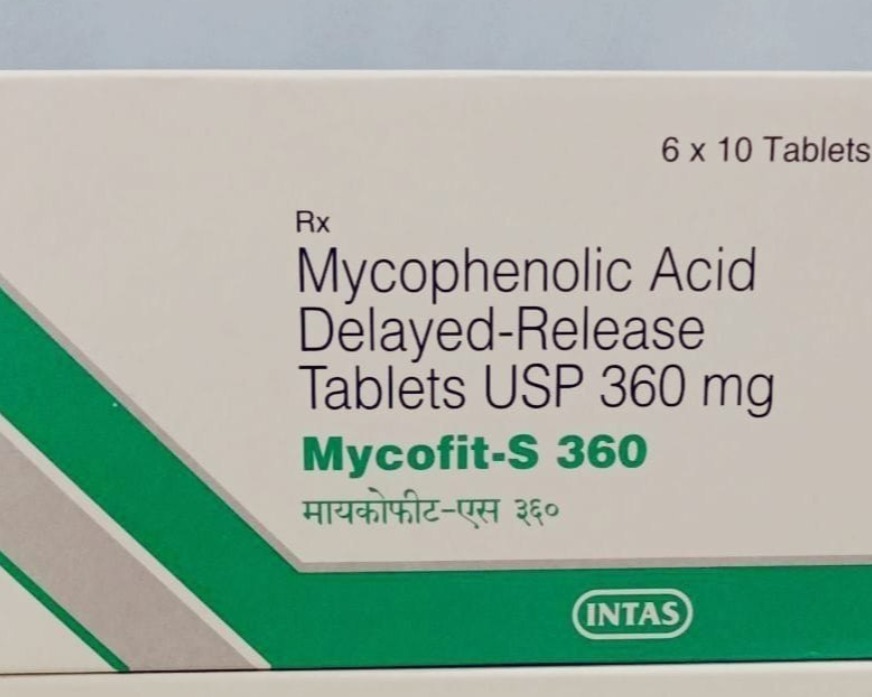 6 x 10 Tablets
Rx
Mycophenolic Acid
Delayed-Release
Tablets USP 360 mg
Mycofit-S 360
मायकोफीट-एस ३६०
INTAS